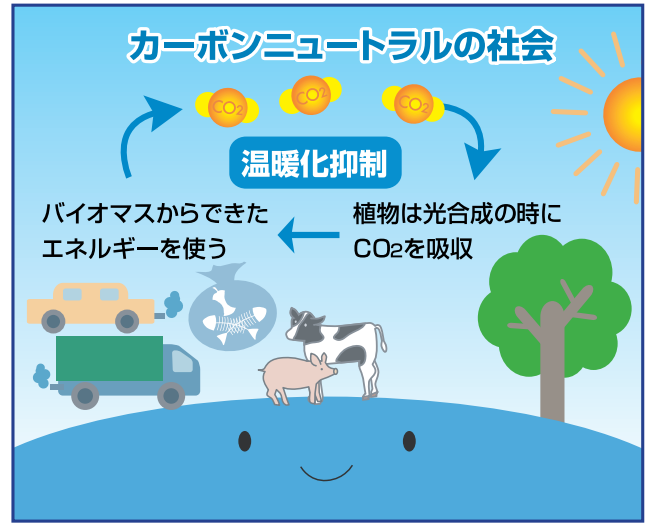 カーボンニュートラルの社会
CO2 CO2 CO2
温暖化抑制
バイオマスからできた
エネルギーを使う
植物は光合成の時に
CO2を吸収